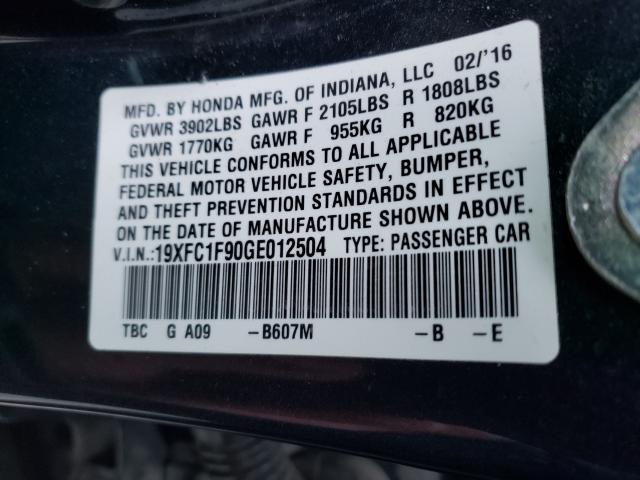 MFD. BY HONDA MFG. OF INDIANA, LLC 02/'16
GVWR 3902LBS GAWR F 2105LBS R 1808LBS
GVWR 1770KG GAWR F 955KG R 820KG
THIS VEHICLE CONFORMS TO ALL APPLICABLE
FEDERAL MOTOR VEHICLE SAFETY, BUMPER,
AND THEFT PREVENTION STANDARDS IN EFFECT
ON THE DATE OF MANUFACTURE SHOWN ABOVE.
V.I.N.:19XFC1F90GE012504 TYPE: PASSENGER CAR
TBC G A09 -B607M -B -E